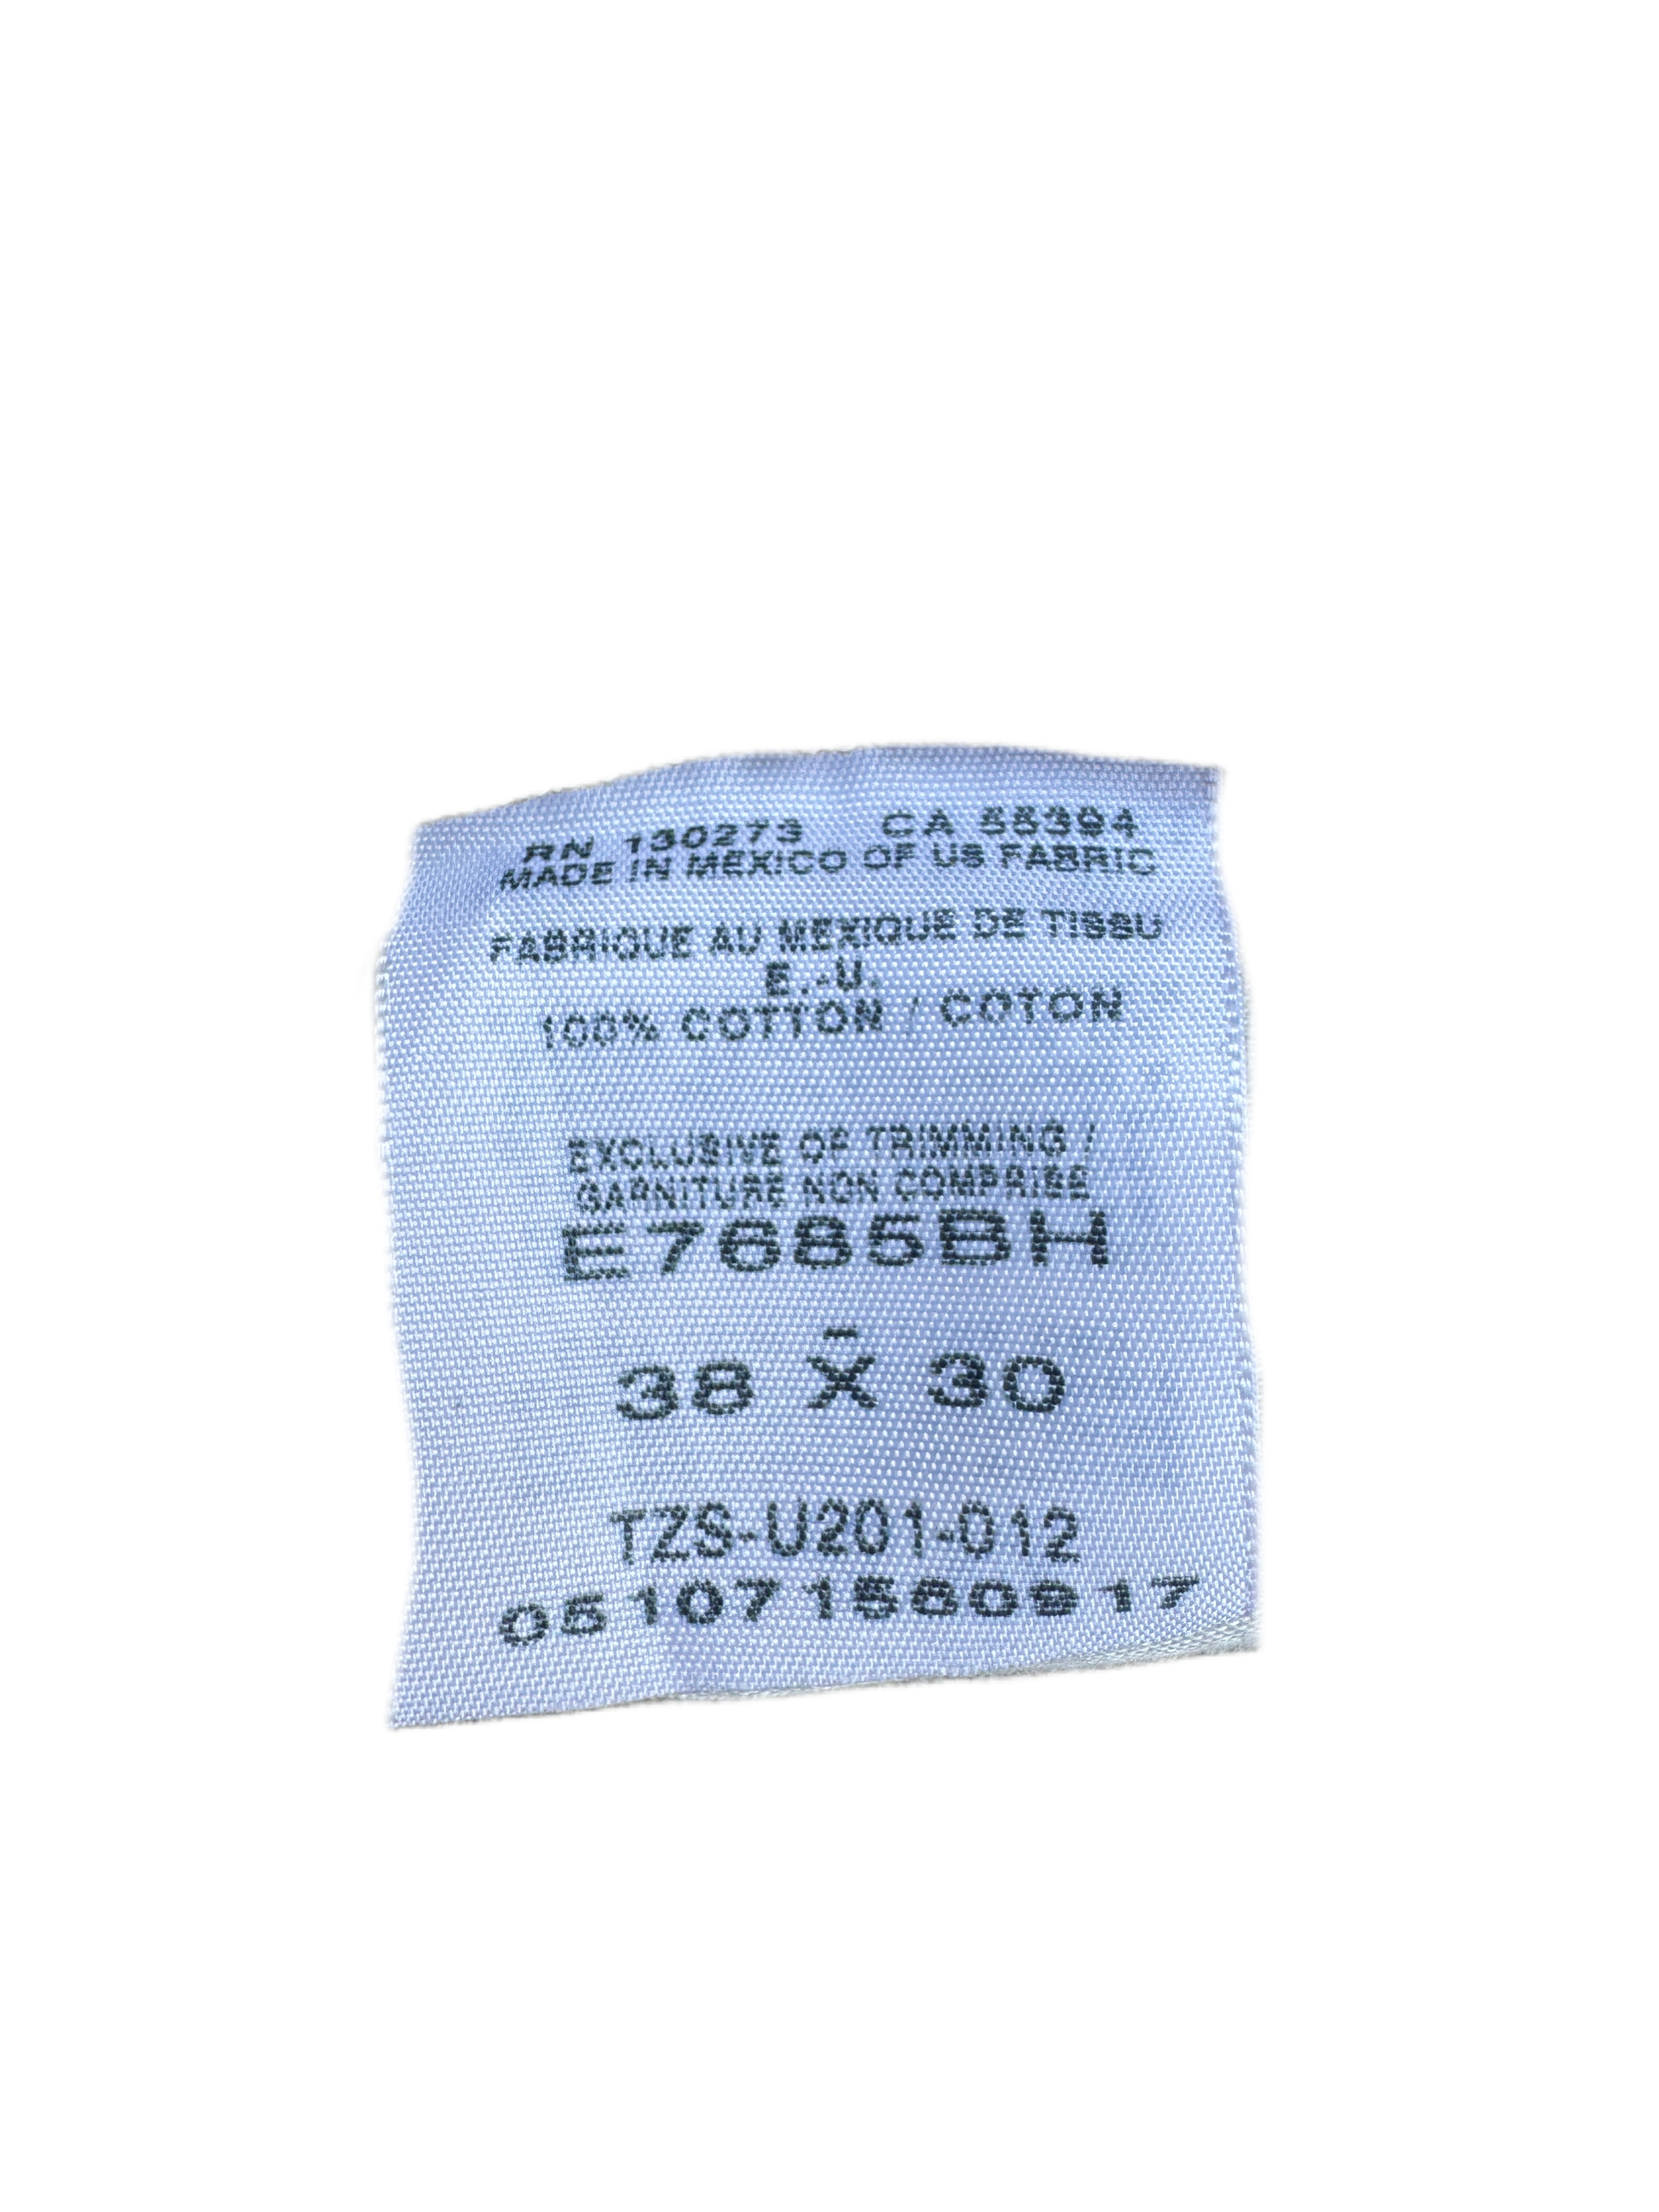 RN 130273 CA 55394
MADE IN MEXICO OF US FABRIC
FABRIQUE AU MEXIQUE DE TISSU
E.-U.
100% COTTON / COTON
EXCLUSIVE OF TRIMMING /
GARNITURE NON COMPRISE
E7685BH
-
38 X 30
TZS-U201-012
051071560917